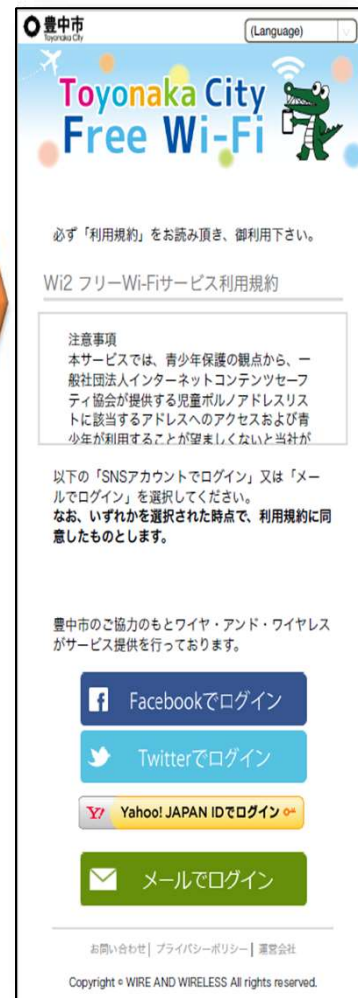 豊中市
Toyonaka City
(Language)
Toyonaka City
Free Wi-Fi
必ず「利用規約」をお読み頂き、御利用下さい。
Wi2 フリーWi-Fiサービス利用規約
注意事項
本サービスでは、青少年保護の観点から、一
般社団法人インターネットコンテンツセーフ
ティ協会が提供する児童ポルノアドレスリス
トに該当するアドレスへのアクセスおよび青
少年が利用することが望ましくないと当社が
以下の「SNSアカウントでログイン」又は「メー
ルでログイン」を選択してください。
なお、いずれかを選択された時点で、利用規約に同
意したものとします。
豊中市のご協力のもとワイヤ・アンド・ワイヤレス
がサービス提供を行っております。
Facebookでログイン
Twitterでログイン
Y! Yahoo! JAPAN IDでログイン
メールでログイン
お問い合わせ| プライバシーポリシー| 運営会社
Copyright © WIRE AND WIRELESS All rights reserved.